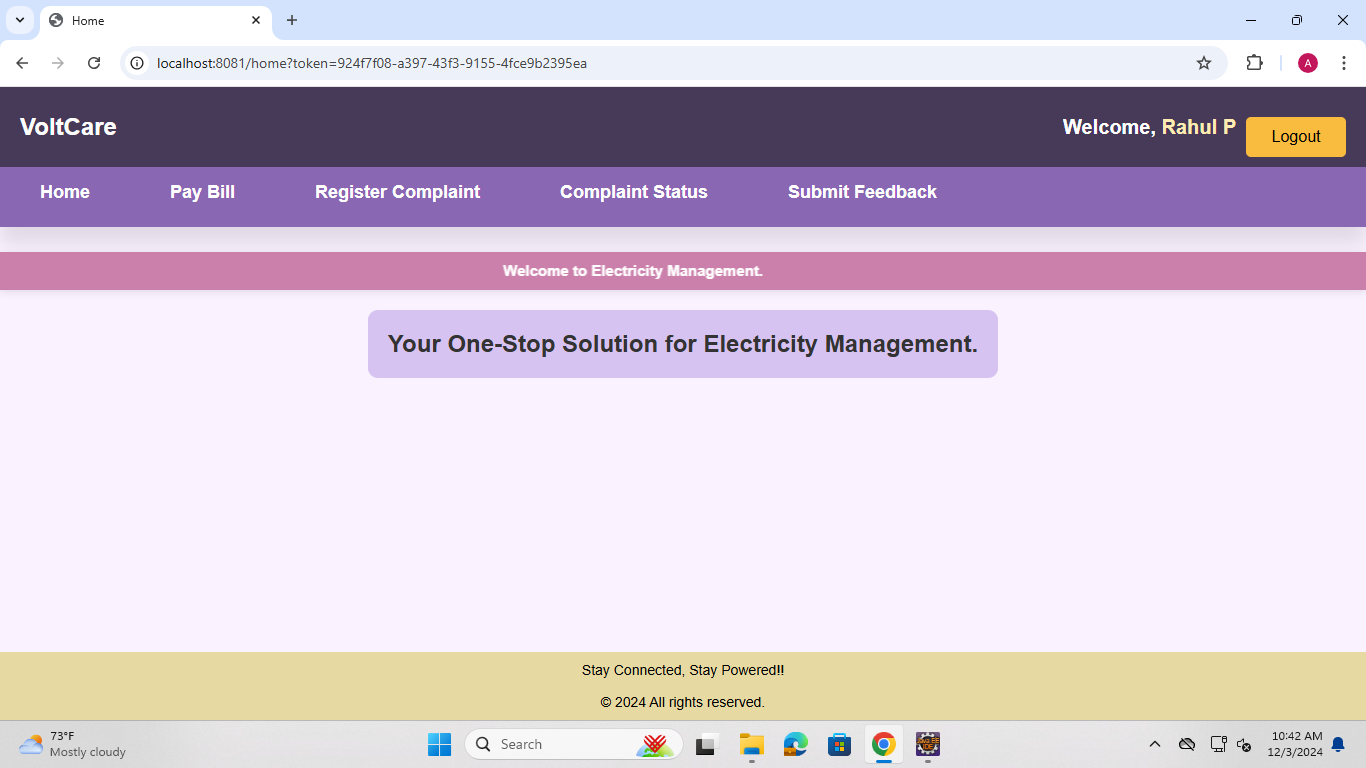 Home
localhost:8081/home?token=924f7f08-a397-43f3-9155-4fce9b2395ea
A
VoltCare
Welcome, Rahul P
Logout
Home
Pay Bill
Register Complaint
Complaint Status
Submit Feedback
Welcome to Electricity Management.
Your One-Stop Solution for Electricity Management.
Stay Connected, Stay Powered!!
© 2024 All rights reserved.
73°F
Mostly cloudy
Search
10:42 AM
12/3/2024